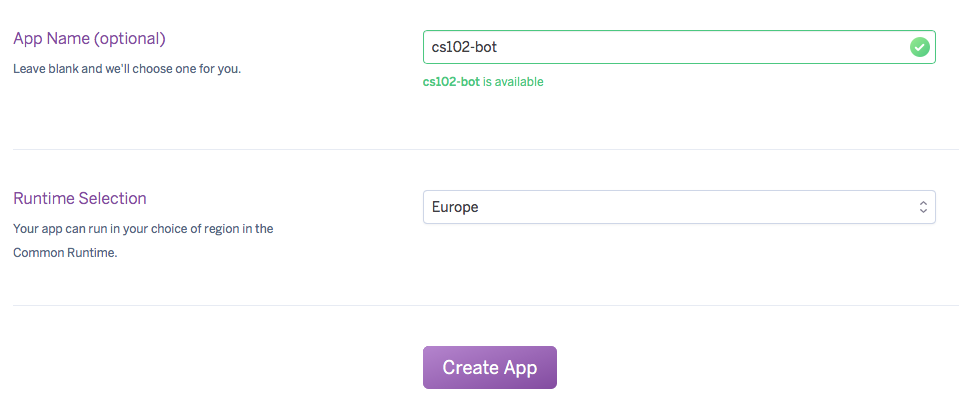 App Name (optional)
Leave blank and we'll choose one for you.
cs102-bot
cs102-bot is available
Runtime Selection
Your app can run in your choice of region in the
Common Runtime.
Europe
Create App